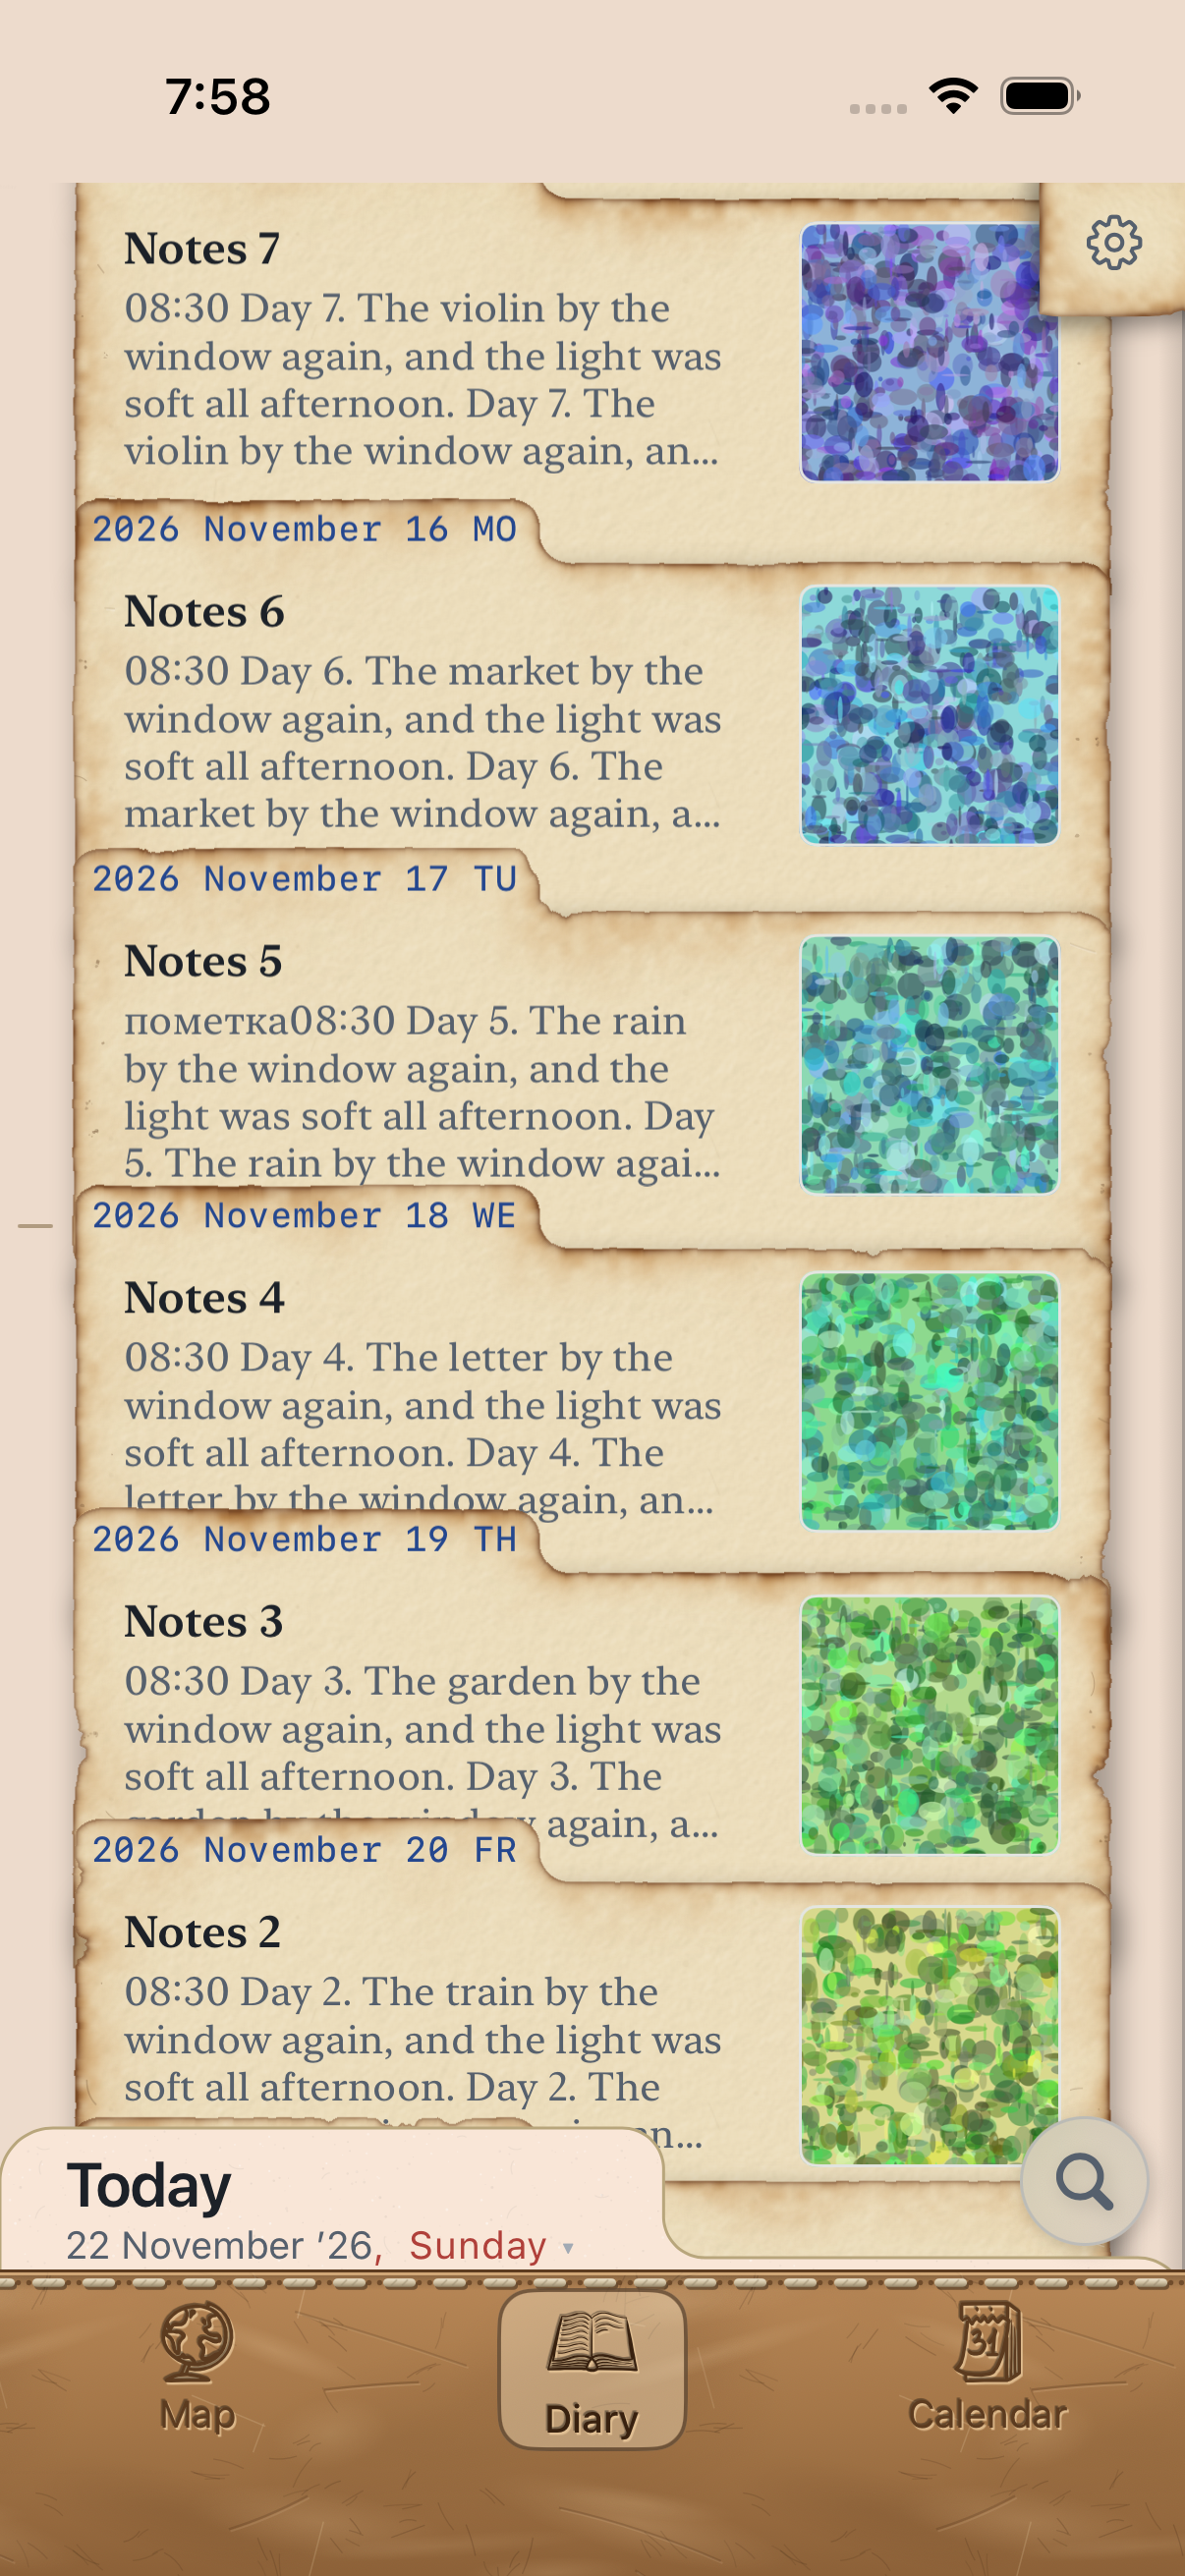 7:58
Notes 7
08:30 Day 7. The violin by the
window again, and the light was
soft all afternoon. Day 7. The
violin by the window again, an...
2026 November 16 MO
Notes 6
08:30 Day 6. The market by the
window again, and the light was
soft all afternoon. Day 6. The
market by the window again, a...
2026 November 17 TU
Notes 5
пометка08:30 Day 5. The rain
by the window again, and the
light was soft all afternoon. Day
5. The rain by the window agai...
2026 November 18 WE
Notes 4
08:30 Day 4. The letter by the
window again, and the light was
soft all afternoon. Day 4. The
letter by the window again, an...
2026 November 19 TH
Notes 3
08:30 Day 3. The garden by the
window again, and the light was
soft all afternoon. Day 3. The
garden by the window again, a...
2026 November 20 FR
Notes 2
08:30 Day 2. The train by the
window again, and the light was
soft all afternoon. Day 2. The
Today
22 November ’26, Sunday
Map
Diary
31
Calendar